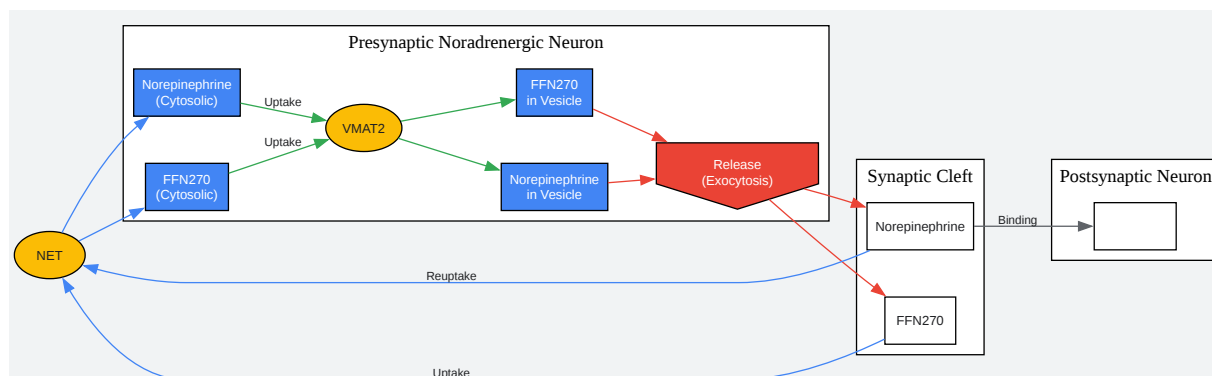 Presynaptic Noradrenergic Neuron
Norepinephrine
(Cytosolic)
Uptake
FFN270
(Cytosolic)
Uptake
VMAT2
FFN270
in Vesicle
Norepinephrine
in Vesicle
Release
(Exocytosis)
Synaptic Cleft
Norepinephrine
FFN270
Binding
Postsynaptic Neuron
NET
Reuptake
Uptake